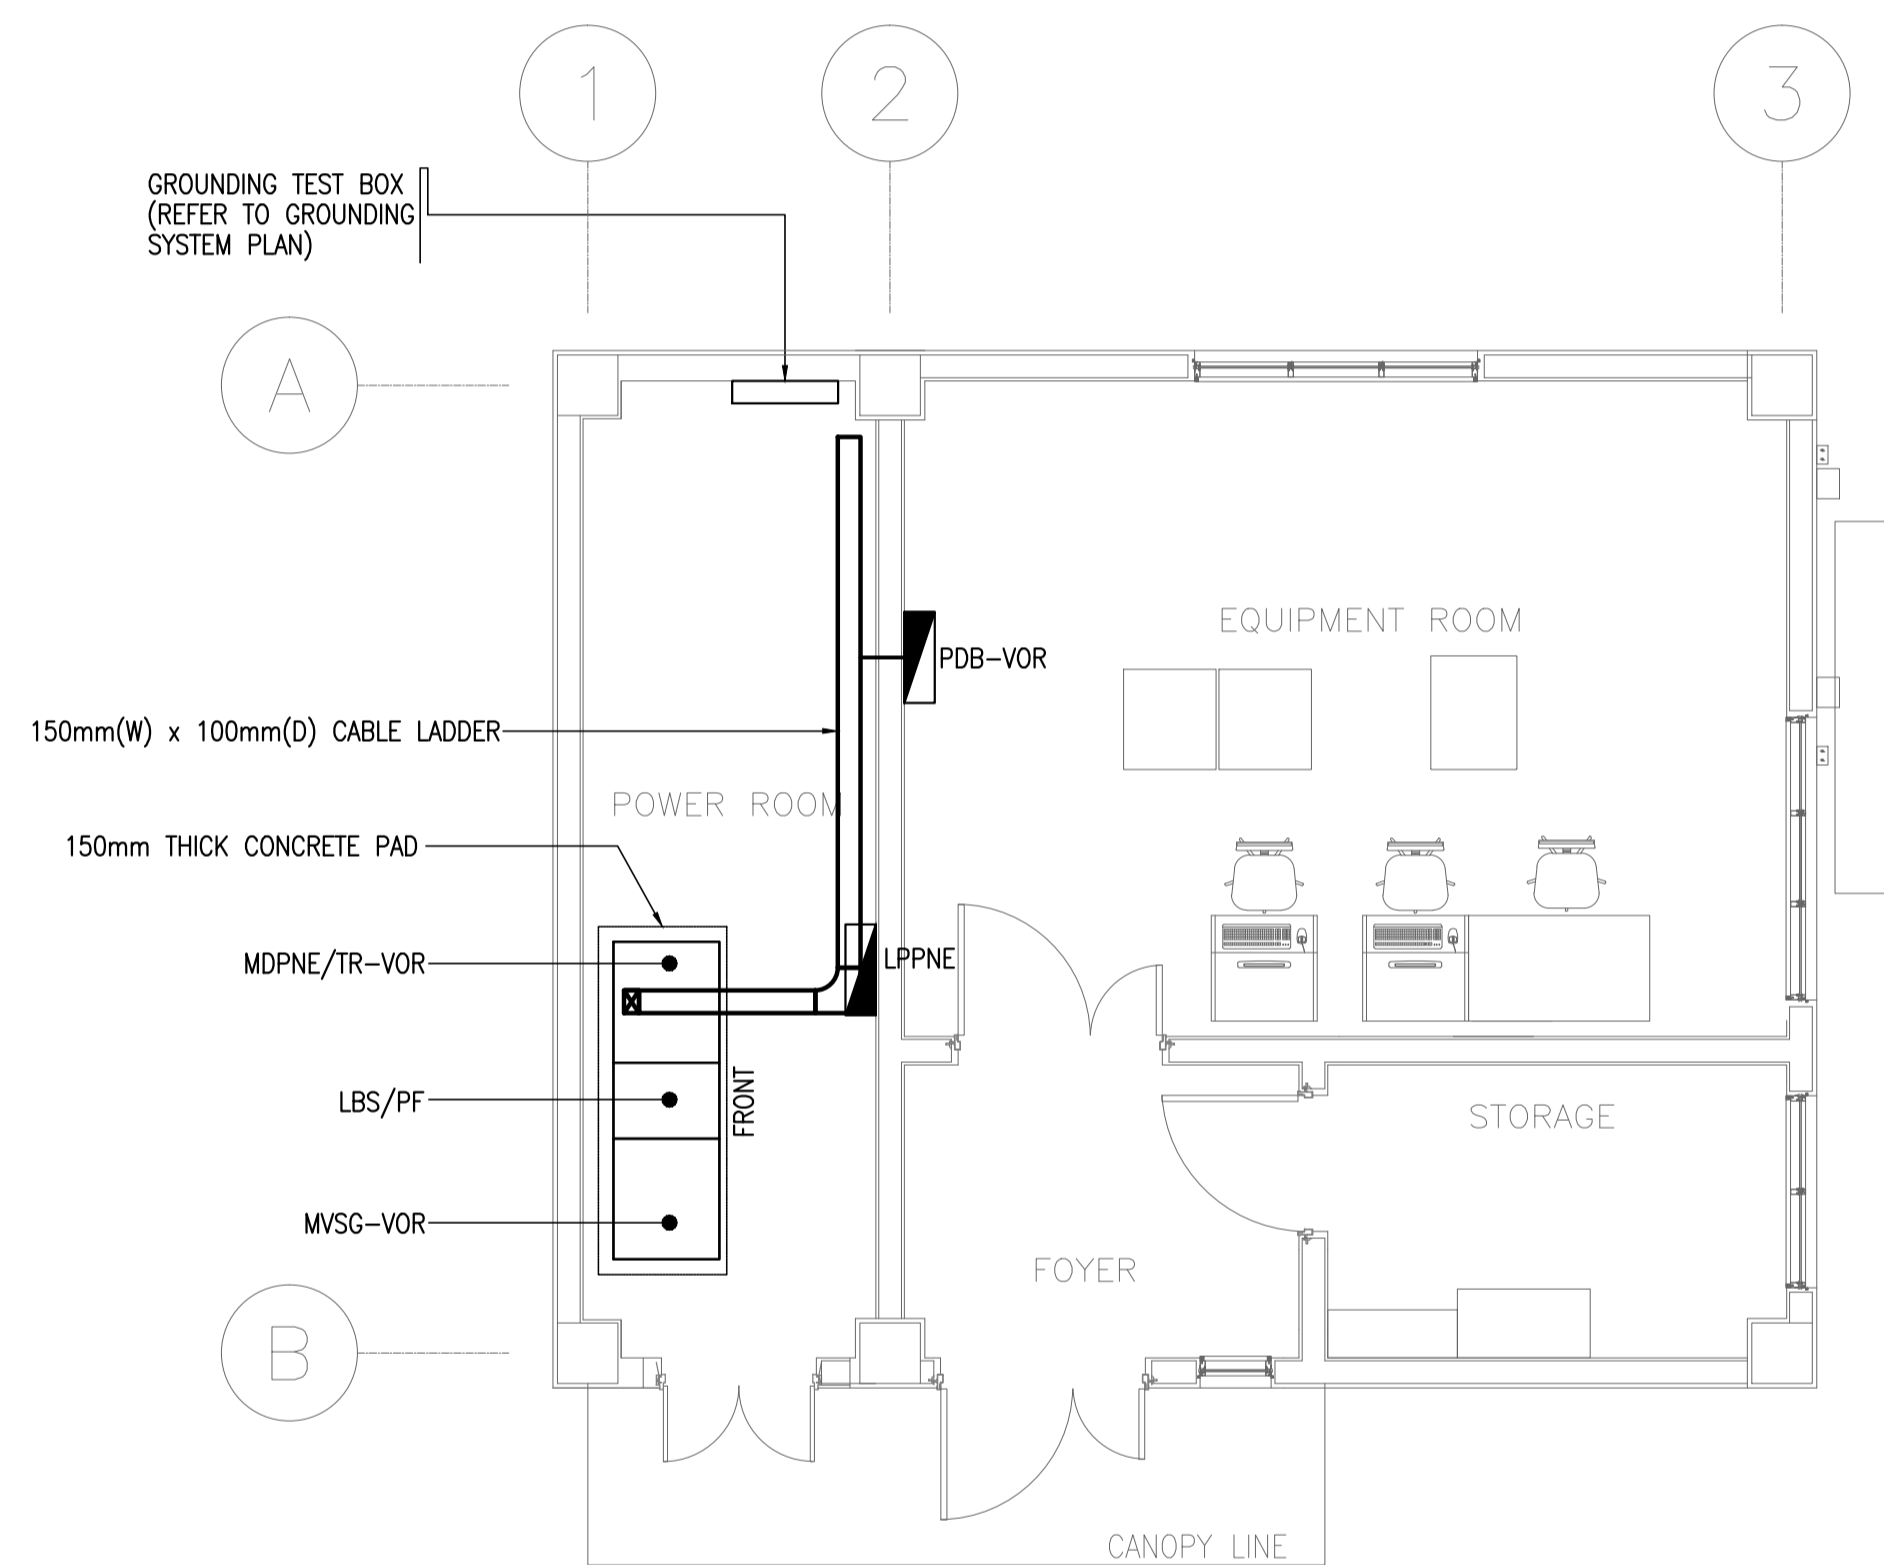 1
2
3
GROUNDING TEST BOX
(REFER TO GROUNDING
SYSTEM PLAN)
A
EQUIPMENT ROOM
PDB-VOR
150mm(W) x 100mm(D) CABLE LADDER
POWER ROOM
150mm THICK CONCRETE PAD
MDPNE/TR-VOR
LPPNE
LBS/PF
FRONT
STORAGE
MVSG-VOR
FOYER
B
CANOPY LINE